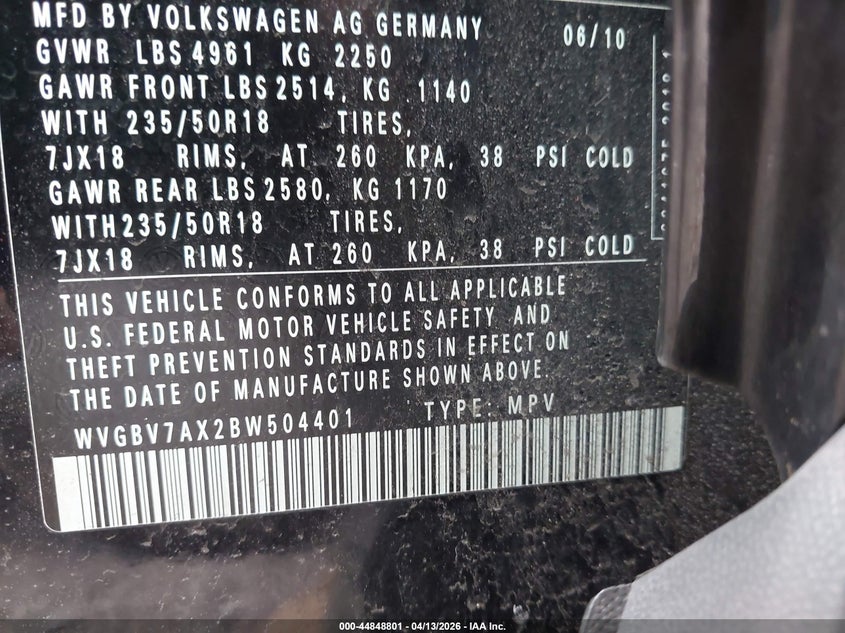 MFD BY VOLKSWAGEN AG GERMANY 06/10
GVWR LBS 4961 KG 2250
GAWR FRONT LBS 2514, KG 1140
WITH 235/50R18 TIRES,
7JX18 RIMS, AT 260 KPA, 38 PSI COLD
GAWR REAR LBS 2580, KG 1170
WITH 235/50R18 TIRES,
7JX18 RIMS, AT 260 KPA, 38 PSI COLD
THIS VEHICLE CONFORMS TO ALL APPLICABLE
U.S. FEDERAL MOTOR VEHICLE SAFETY AND
THEFT PREVENTION STANDARDS IN EFFECT ON
THE DATE OF MANUFACTURE SHOWN ABOVE.
WVGBV7AX2BW504401 TYPE: MPV
000-44848801 - 04/13/2026 - IAA Inc.